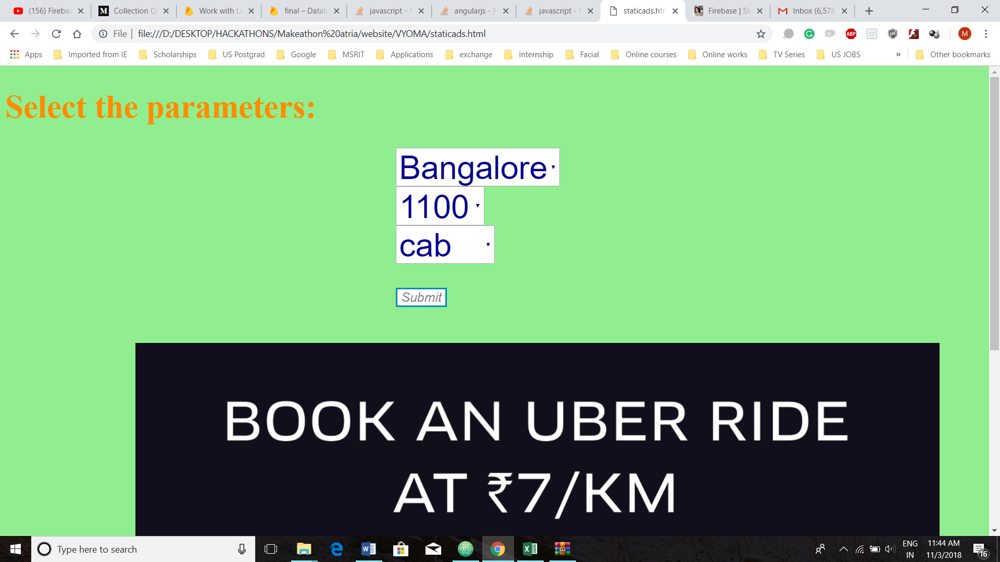 (156) Firebas
Collection Q
Work with Li
final – Datab
javascript - F
angularjs - H
javascript - H
staticads.htm
Firebase | St
Inbox (6,578
File
file:///D:/DESKTOP/HACKATHONS/Makeathon%20atria/website/VYOMA/staticads.html
ABP
M
Apps
Imported from IE
Scholarships
US Postgrad
Google
MSRIT
Applications
exchange
Internship
Facial
Online courses
Online works
TV Series
US JOBS
»
Other bookmarks
Select the parameters:
Bangalore
1100
cab
Submit
BOOK AN UBER RIDE
AT ₹7/KM
Type here to search
ENG
IN
11:44 AM
11/3/2018
16